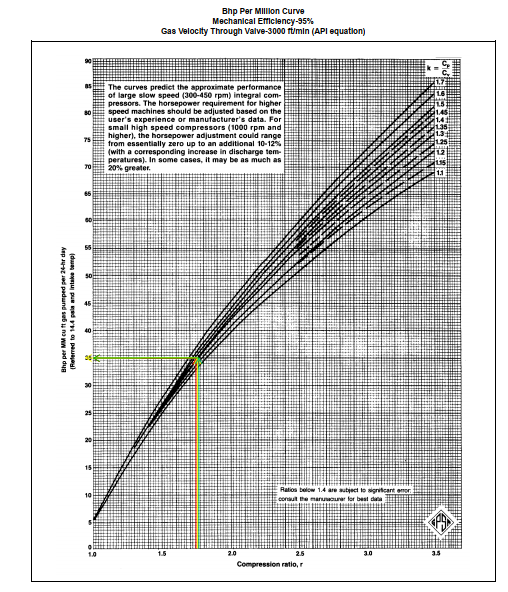 Bhp Per Million Curve
Mechanical Efficiency-95%
Gas Velocity Through Valve-3000 ft/min (API equation)
k = Cp
Cv
The curves predict the approximate performance
of large slow speed (300-450 rpm) integral com-
pressors. The horsepower requirement for higher
speed machines should be adjusted based on the
user's experience or manufacturer's data. For
small high speed compressors (1000 rpm and
higher), the horsepower adjustment could range
from essentially zero up to an additional 10-12%
(with a corresponding increase in discharge tem-
peratures). In some cases, it may be as much as
20% greater.
1.7
1.6
1.5
1.45
1.4
1.35
1.3
1.25
1.2
1.15
1.1
90
85
80
75
70
65
60
55
50
45
40
35
30
25
20
15
10
5
0
Bhp per MM cu ft gas pumped per 24-hr day
(Referred to 14.4 psia and intake temp)
Ratios below 1.4 are subject to significant error
consult the manufacturer for best data
1.0
1.5
2.0
2.5
3.0
3.5
Compression ratio, r